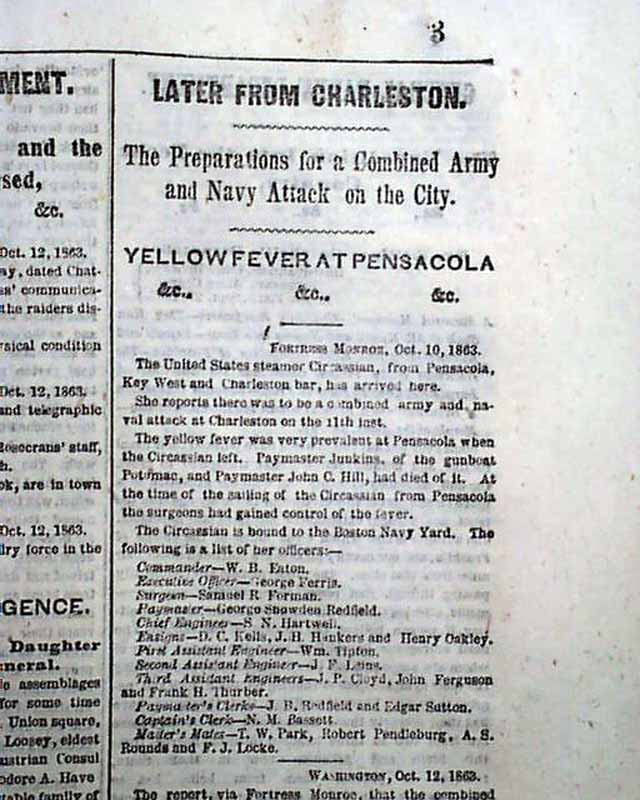 3
MENT.
and the
sed,
&c.
Oct. 12, 1863.
ay, dated Chat-
as' communica-
the raiders dis-
ysical condition
Oct. 12, 1863.
and telegraphic
Rosecrans' staff,
h.
ok, are in town
Oct. 12, 1863.
lry force in the
GENCE.
Daughter
neral.
assemblages
for some time
Union square,
Loosey, eldest
ustrian Consul
odore A. Have
table family of
LATER FROM CHARLESTON.
The Preparations for a Combined Army
and Navy Attack on the City.
YELLOW FEVER AT PENSACOLA
&c., &c., &c.
FORTRESS MONROE, Oct. 10, 1863.
The United States steamer Circassian, from Pensacola,
Key West and Charleston bar, has arrived here.
She reports there was to be a combined army and na-
val attack at Charleston on the 11th inst.
The yellow fever was very prevalent at Pensacola when
the Circassian left. Paymaster Junkins, of the gunboat
Potomac, and Paymaster John C. Hill, had died of it. At
the time of the sailing of the Circassian from Pensacola
the surgeons had gained control of the fever.
The Circassian is bound to the Boston Navy Yard. The
following is a list of her officers:—
Commander—W. B. Eaton.
Executive Officer—George Ferris.
Surgeon—Samuel R. Forman.
Paymaster—George Snowden Redfield.
Chief Engineer—S. N. Hartwell.
Ensigns—D. C. Kells, J. H. Hunkers and Henry Oakley.
First Assistant Engineer—Wm. Tipton.
Second Assistant Engineer—J. F.
Third Assistant Engineers—J. P. Cloyd, John Ferguson
and Frank H. Thurber.
Paymaster's Clerks—J. B. Redfield and Edgar Sutton.
Captain's Clerk—N. M. Bassett.
Master's Mates—T. W. Park, Robert Pendleburg, A. S.
Rounds and F. J. Locke.
WASHINGTON, Oct. 12, 1863.
The report, via Fortress Monroe, that the combined